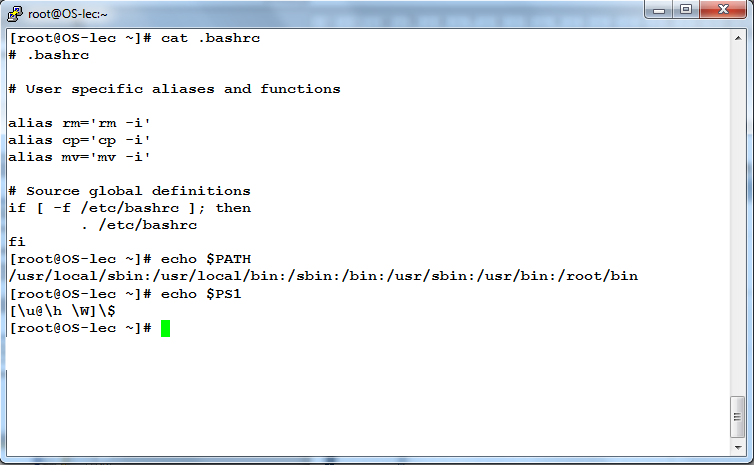 root@OS-lec:~
[root@OS-lec ~]# cat .bashrc
# .bashrc

# User specific aliases and functions

alias rm='rm -i'
alias cp='cp -i'
alias mv='mv -i'

# Source global definitions
if [ -f /etc/bashrc ]; then
        . /etc/bashrc
fi
[root@OS-lec ~]# echo $PATH
/usr/local/sbin:/usr/local/bin:/sbin:/bin:/usr/sbin:/usr/bin:/root/bin
[root@OS-lec ~]# echo $PS1
[\u@\h \W]\$
[root@OS-lec ~]#